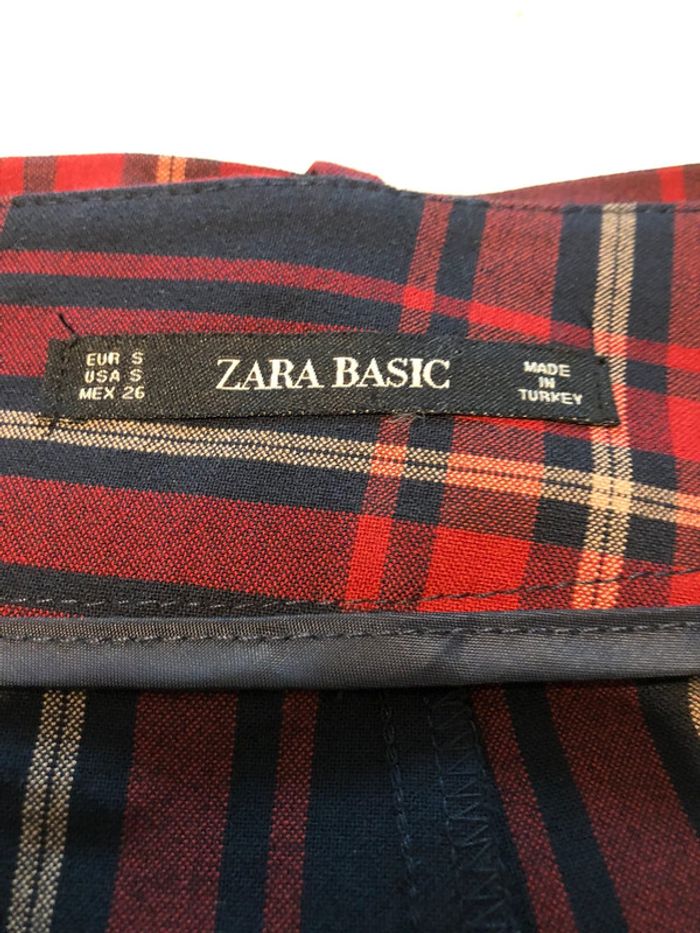 EUR S
USA S
MEX 26
ZARA BASIC
MADE
IN
TURKEY